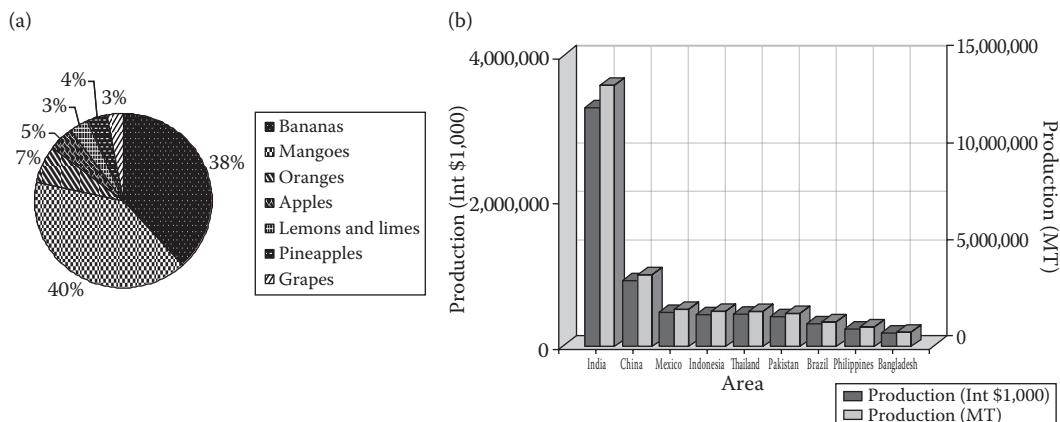 (a)
4%
3%
3%
5%
7%
38%
40%
Bananas
Mangoes
Oranges
Apples
Lemons and limes
Pineapples
Grapes
(b)
Production (Int $1,000)
4,000,000
2,000,000
0
15,000,000
10,000,000
5,000,000
0
Production
(MT)
India
China
Mexico
Indonesia
Thailand
Pakistan
Brazil
Philippines
Bangladesh
Area
Production (Int $1,000)
Production (MT)